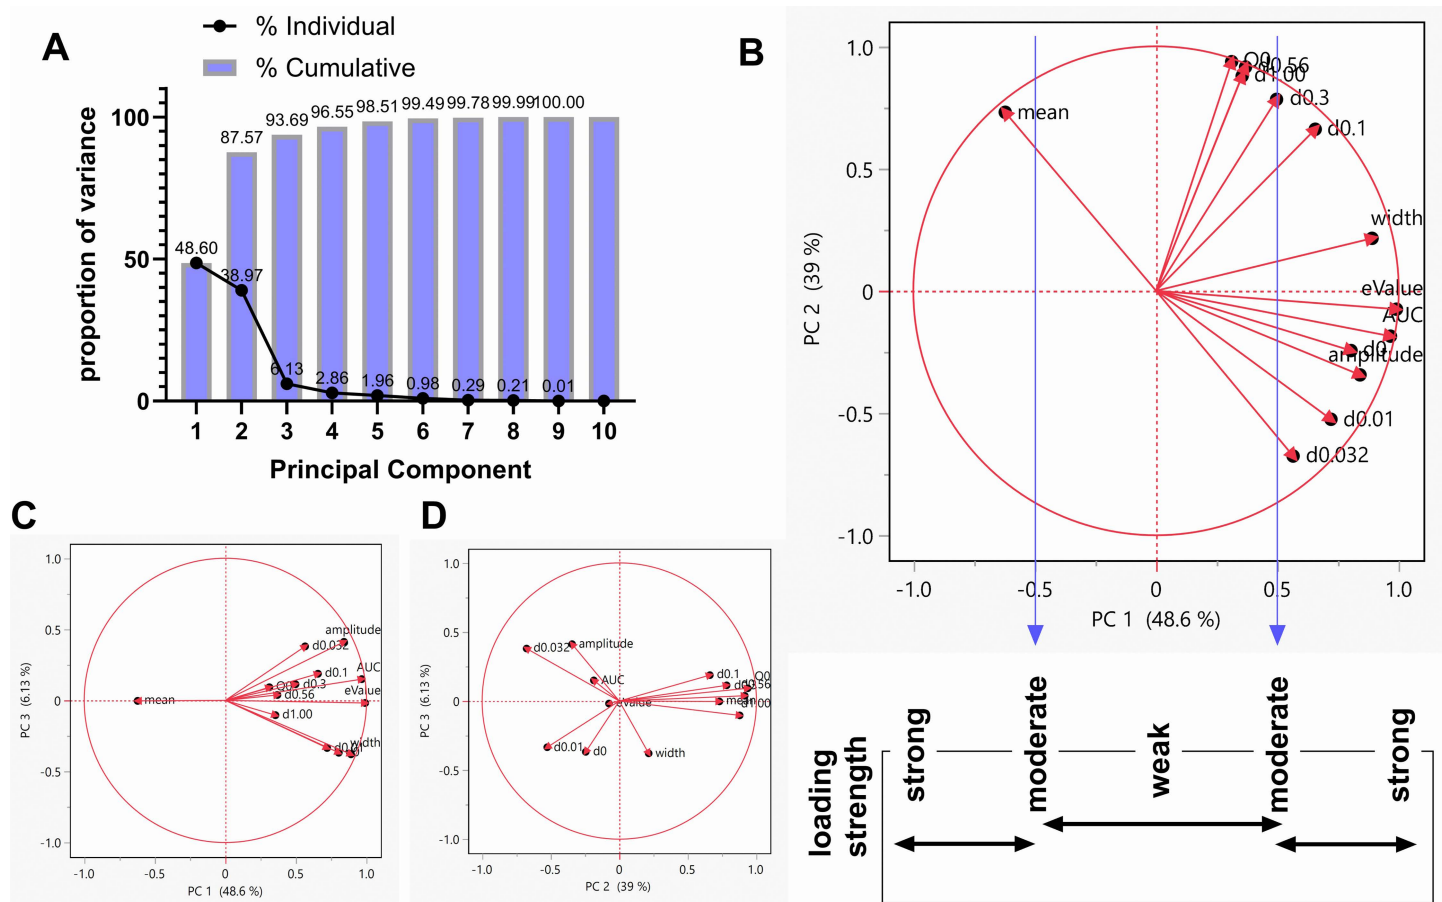 A
% Individual
% Cumulative
proportion of variance
100
50
0
48.60
87.57
93.69
96.55
98.51
99.49
99.78
99.99
100.00
38.97
6.13
2.86
1.96
0.98
0.29
0.21
0.01
1 2 3 4 5 6 7 8 9 10
Principal Component
B
PC 2 (39 %)
1.0
0.5
0
-0.5
-1.0
mean
Q0
d0.56
d1.00
d0.3
d0.1
width
eValue
AUC
d0
amplitude
d0.01
d0.032
-1.0 -0.5 0 0.5 1.0
PC 1 (48.6 %)
C
PC 3 (6.13 %)
1.0
0.5
0
-0.5
-1.0
amplitude
d0.032
d0.1
AUC
Q0
d0.3
eValue
d0.56
mean
d1.00
d0.01
width
-1.0 -0.5 0 0.5 1.0
PC 1 (48.6 %)
D
PC 3 (6.13 %)
1.0
0.5
0
-0.5
-1.0
d0.032
amplitude
AUC
d0.1
Q0
d0.56
eValue
mean
d1.00
d0.01
d0
width
-1.0 -0.5 0 0.5 1.0
PC 2 (39 %)
loading
strength
strong
moderate
weak
moderate
strong